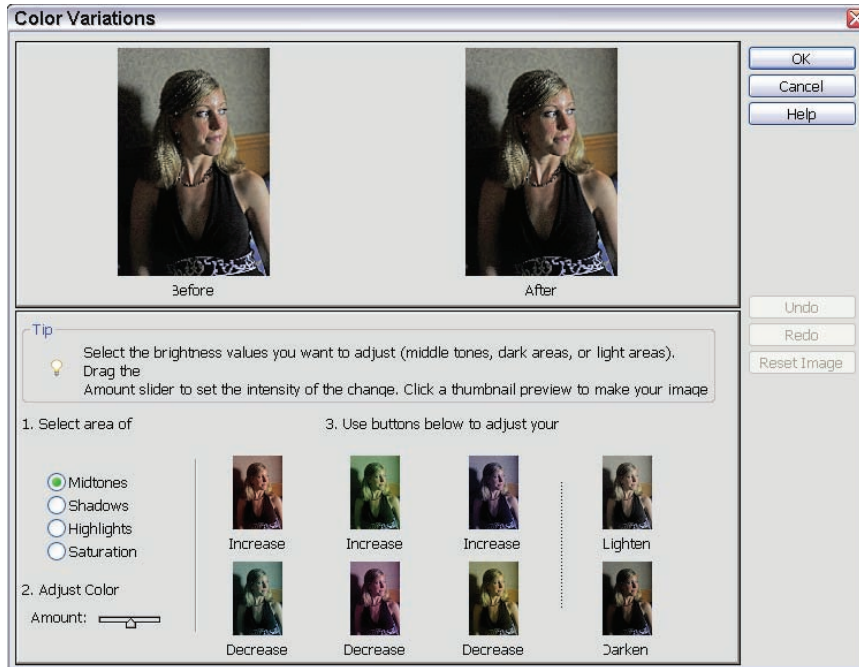 Color Variations
OK
Cancel
Help
Before
After
Undo
Redo
Reset Image
Tip
Select the brightness values you want to adjust (middle tones, dark areas, or light areas).
Drag the
Amount slider to set the intensity of the change. Click a thumbnail preview to make your image
1. Select area of
3. Use buttons below to adjust your
Midtones
Shadows
Highlights
Saturation
Increase
Increase
Increase
Lighten
2. Adjust Color
Amount:
Decrease
Decrease
Decrease
Darken